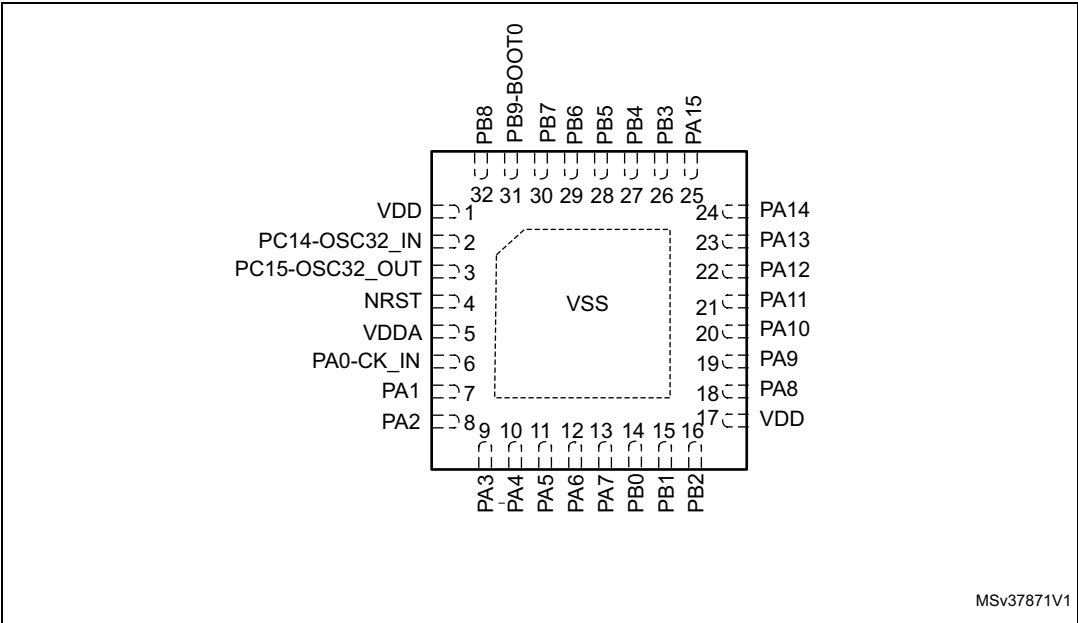 PB8
PB9-BOOT0
PB7
PB6
PB5
PB4
PB3
PA15
32 31 30 29 28 27 26 25
VDD 1
PC14-OSC32_IN 2
PC15-OSC32_OUT 3
NRST 4
VDDA 5
PA0-CK_IN 6
PA1 7
PA2 8
VSS
24 PA14
23 PA13
22 PA12
21 PA11
20 PA10
19 PA9
18 PA8
17 VDD
9 10 11 12 13 14 15 16
PA3
PA4
PA5
PA6
PA7
PB0
PB1
PB2
MSv37871V1